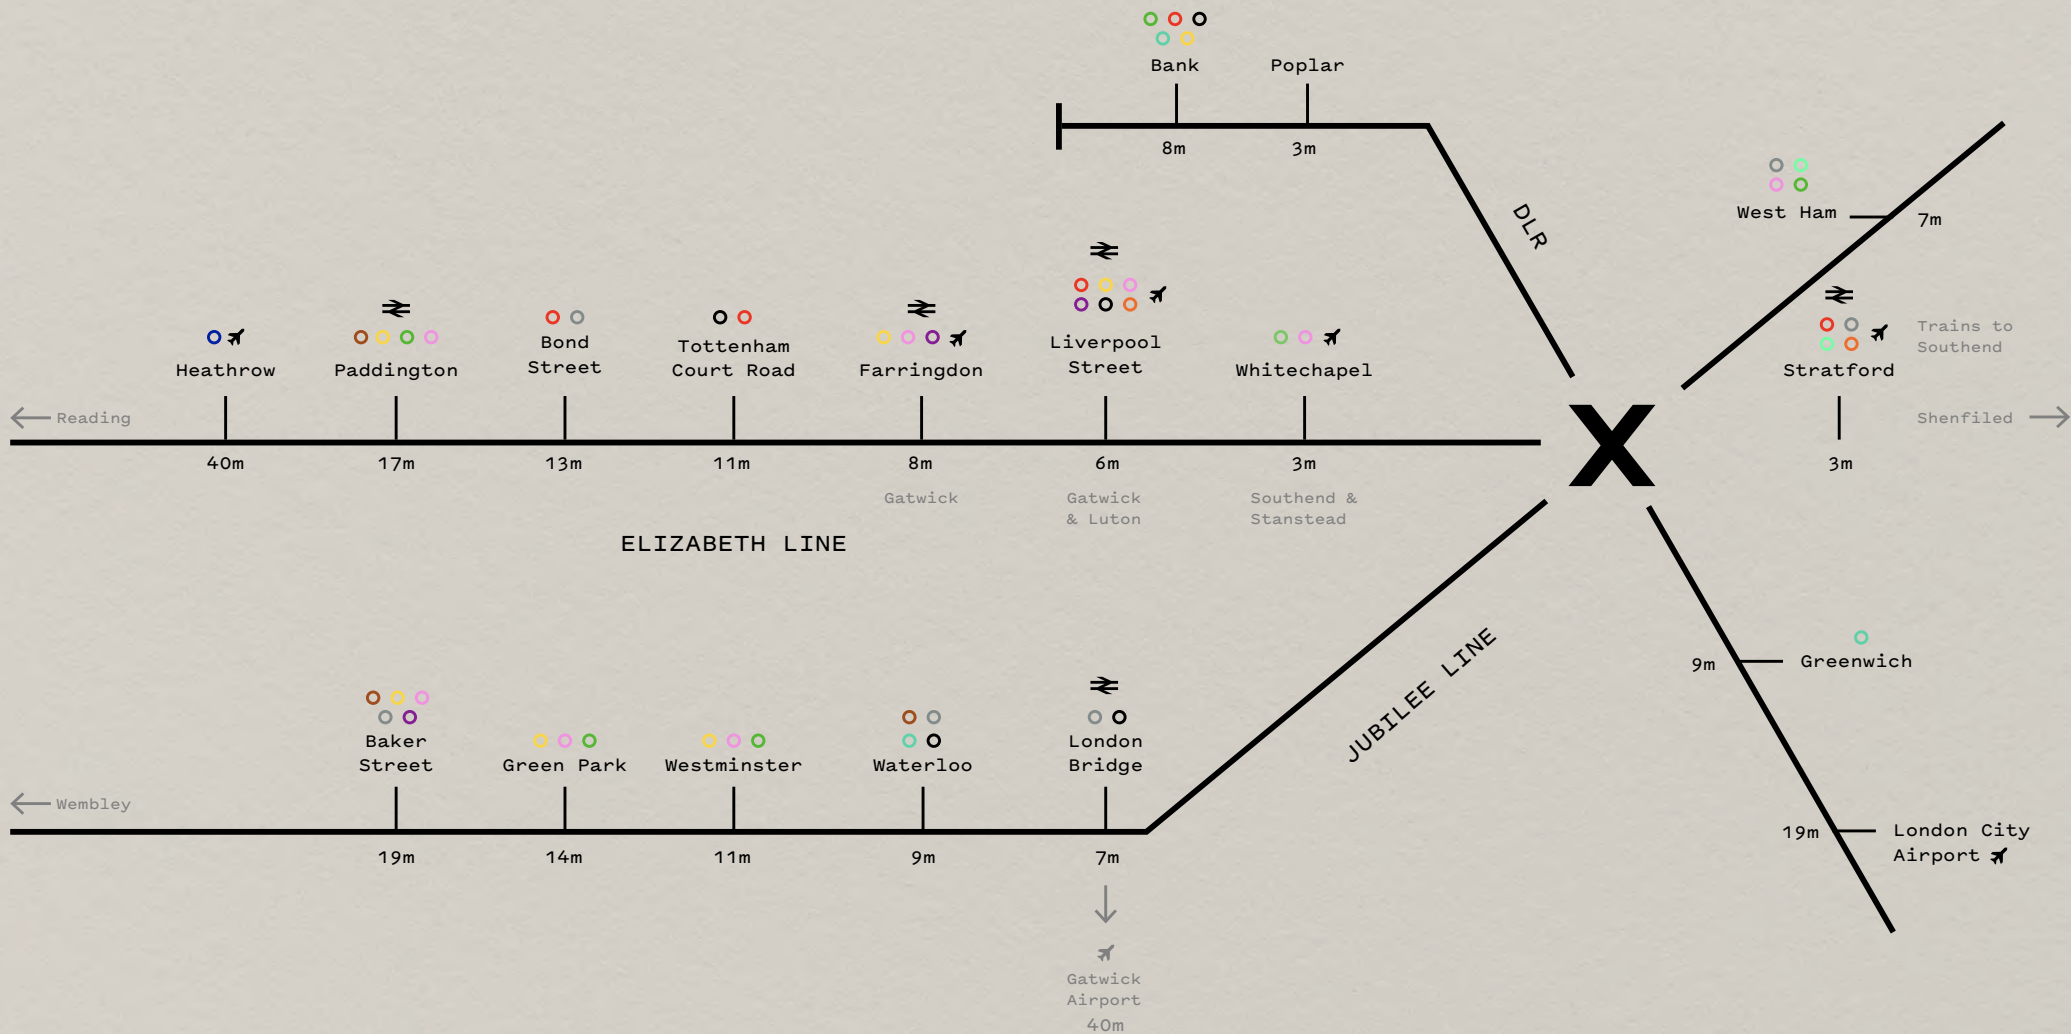 Bank
Poplar
8m
3m
DLR
West Ham
7m
Heathrow
Paddington
Bond
Street
Tottenham
Court Road
Farringdon
Liverpool
Street
Whitechapel
Stratford
Trains to
Southend
Reading
Shenfiled
40m
17m
13m
11m
8m
6m
3m
X
3m
Gatwick
Gatwick
& Luton
Southend &
Stanstead
ELIZABETH LINE
JUBILEE LINE
9m
Greenwich
Baker
Street
Green Park
Westminster
Waterloo
London
Bridge
Wembley
19m
14m
11m
9m
7m
19m
London City
Airport
Gatwick
Airport
40m